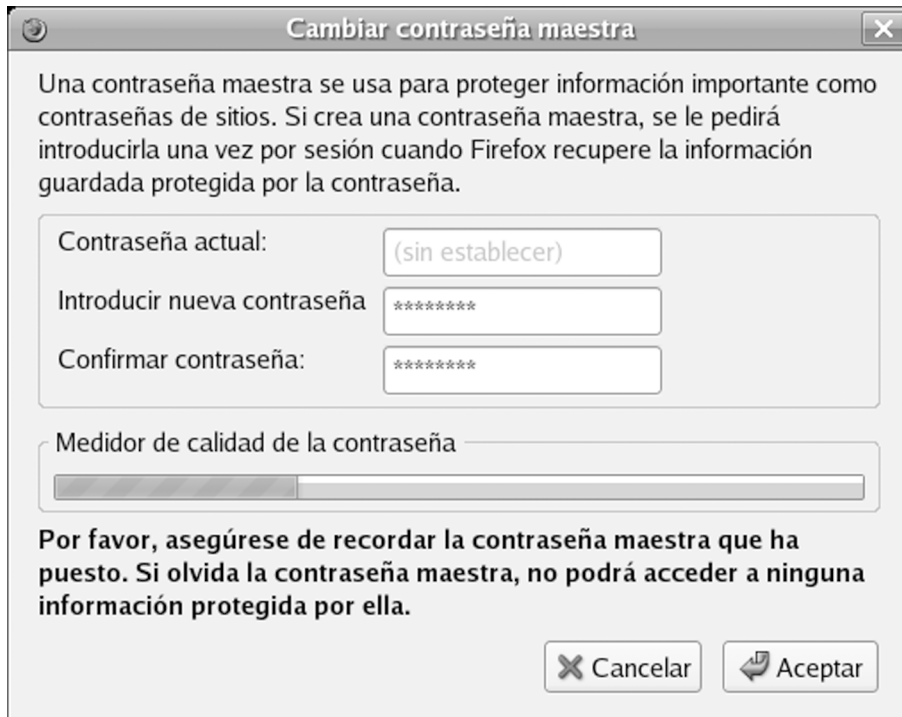 Cambiar contraseña maestra
Una contraseña maestra se usa para proteger información importante como
contraseñas de sitios. Si crea una contraseña maestra, se le pedirá
introducirla una vez por sesión cuando Firefox recupere la información
guardada protegida por la contraseña.
Contraseña actual: (sin establecer)
Introducir nueva contraseña ********
Confirmar contraseña: ********
Medidor de calidad de la contraseña
Por favor, asegúrese de recordar la contraseña maestra que ha
puesto. Si olvida la contraseña maestra, no podrá acceder a ninguna
información protegida por ella.
Cancelar Aceptar